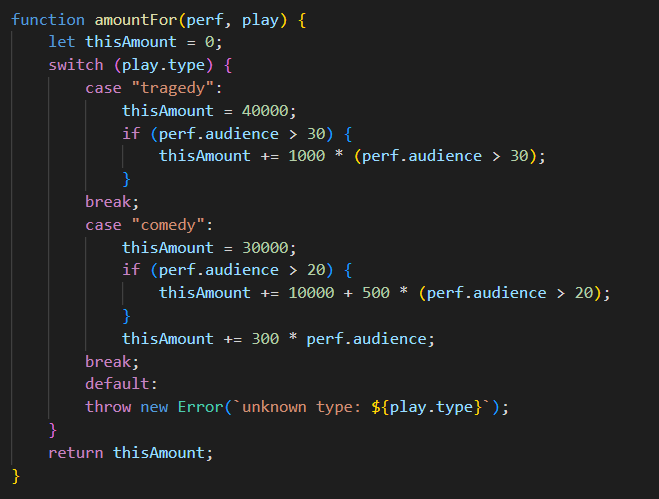 function amountFor(perf, play) {
    let thisAmount = 0;
    switch (play.type) {
        case "tragedy":
            thisAmount = 40000;
            if (perf.audience > 30) {
                thisAmount += 1000 * (perf.audience > 30);
            }
        break;
        case "comedy":
            thisAmount = 30000;
            if (perf.audience > 20) {
                thisAmount += 10000 + 500 * (perf.audience > 20);
            }
            thisAmount += 300 * perf.audience;
        break;
        default:
        throw new Error(`unknown type: ${play.type}`);
    }
    return thisAmount;
}